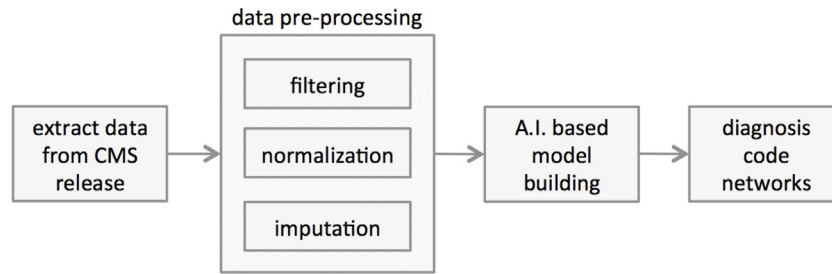 data pre-processing
extract data
from CMS
release
filtering
normalization
imputation
A.I. based
model
building
diagnosis
code
networks